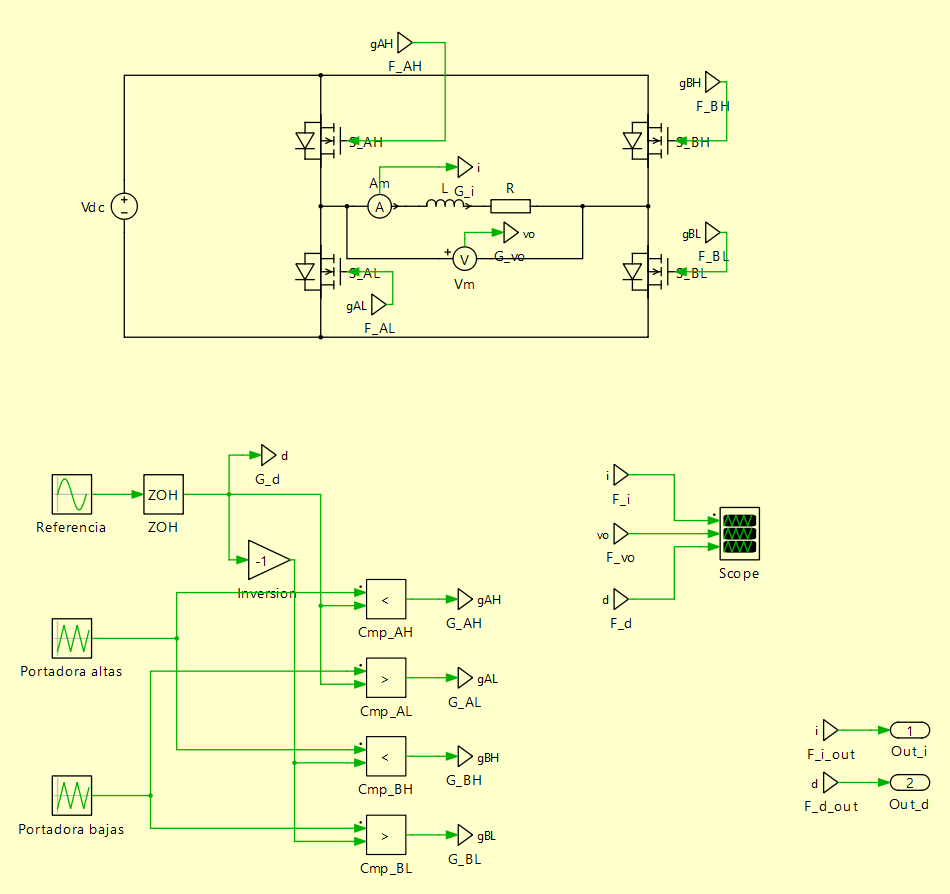 gAH
F_AH
gBH
F_BH
S_AH
S_BH
Am
i
A
L
G_i
R
Vdc
gBL
vo
F_BL
G_vo
V
S_AL
S_BL
Vm
gAL
F_AL
d
G_d
i
F_i
ZOH
Referencia
ZOH
vo
F_vo
Scope
-1
Inversion
<
gAH
d
G_AH
F_d
Cmp_AH
Portadora altas
>
gAL
G_AL
Cmp_AL
i
1
F_i_out
Out_i
<
gBH
G_BH
Cmp_BH
d
2
F_d_out
Out_d
Portadora bajas
>
gBL
G_BL
Cmp_BL